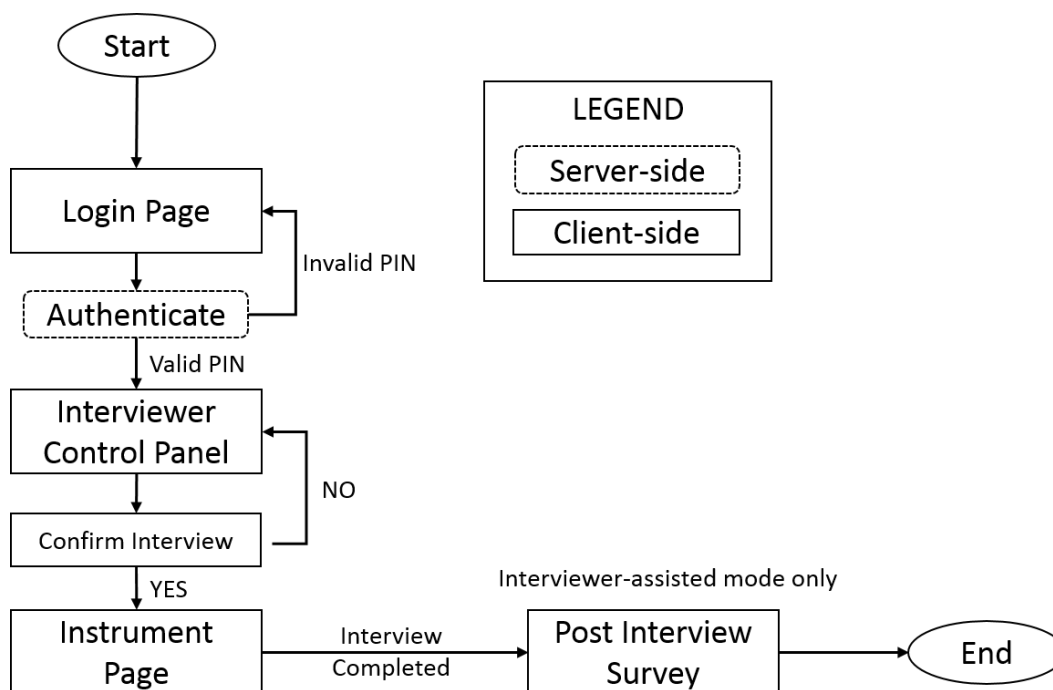 Start
LEGEND
Server-side
Client-side
Login Page
Invalid PIN
Authenticate
Valid PIN
Interviewer
Control Panel
NO
Confirm Interview
YES
Interviewer-assisted mode only
Instrument
Page
Interview
Completed
Post Interview
Survey
End